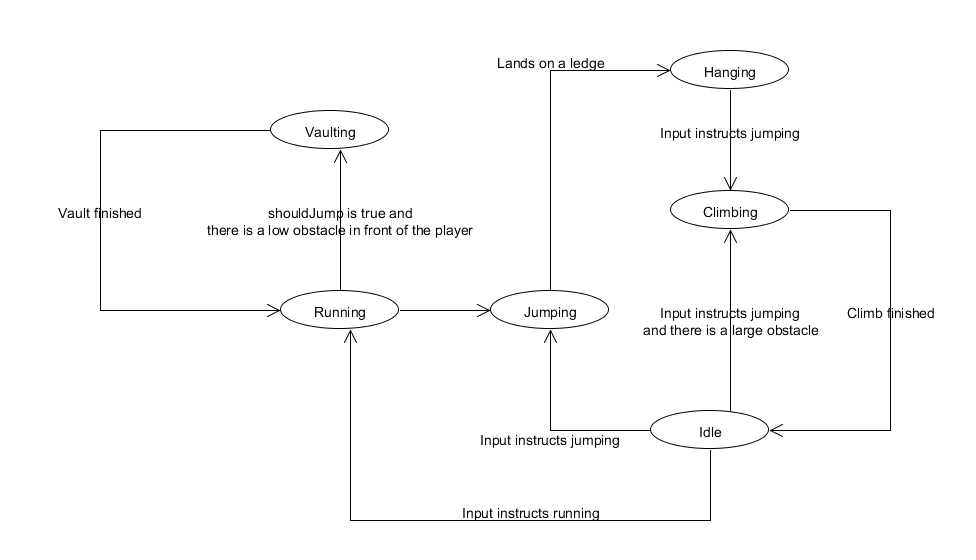 Lands on a ledge
Hanging
Vaulting
Input instructs jumping
Vault finished
shouldJump is true and
there is a low obstacle in front of the player
Climbing
Running
Jumping
Input instructs jumping
and there is a large obstacle
Climb finished
Idle
Input instructs jumping
Input instructs running